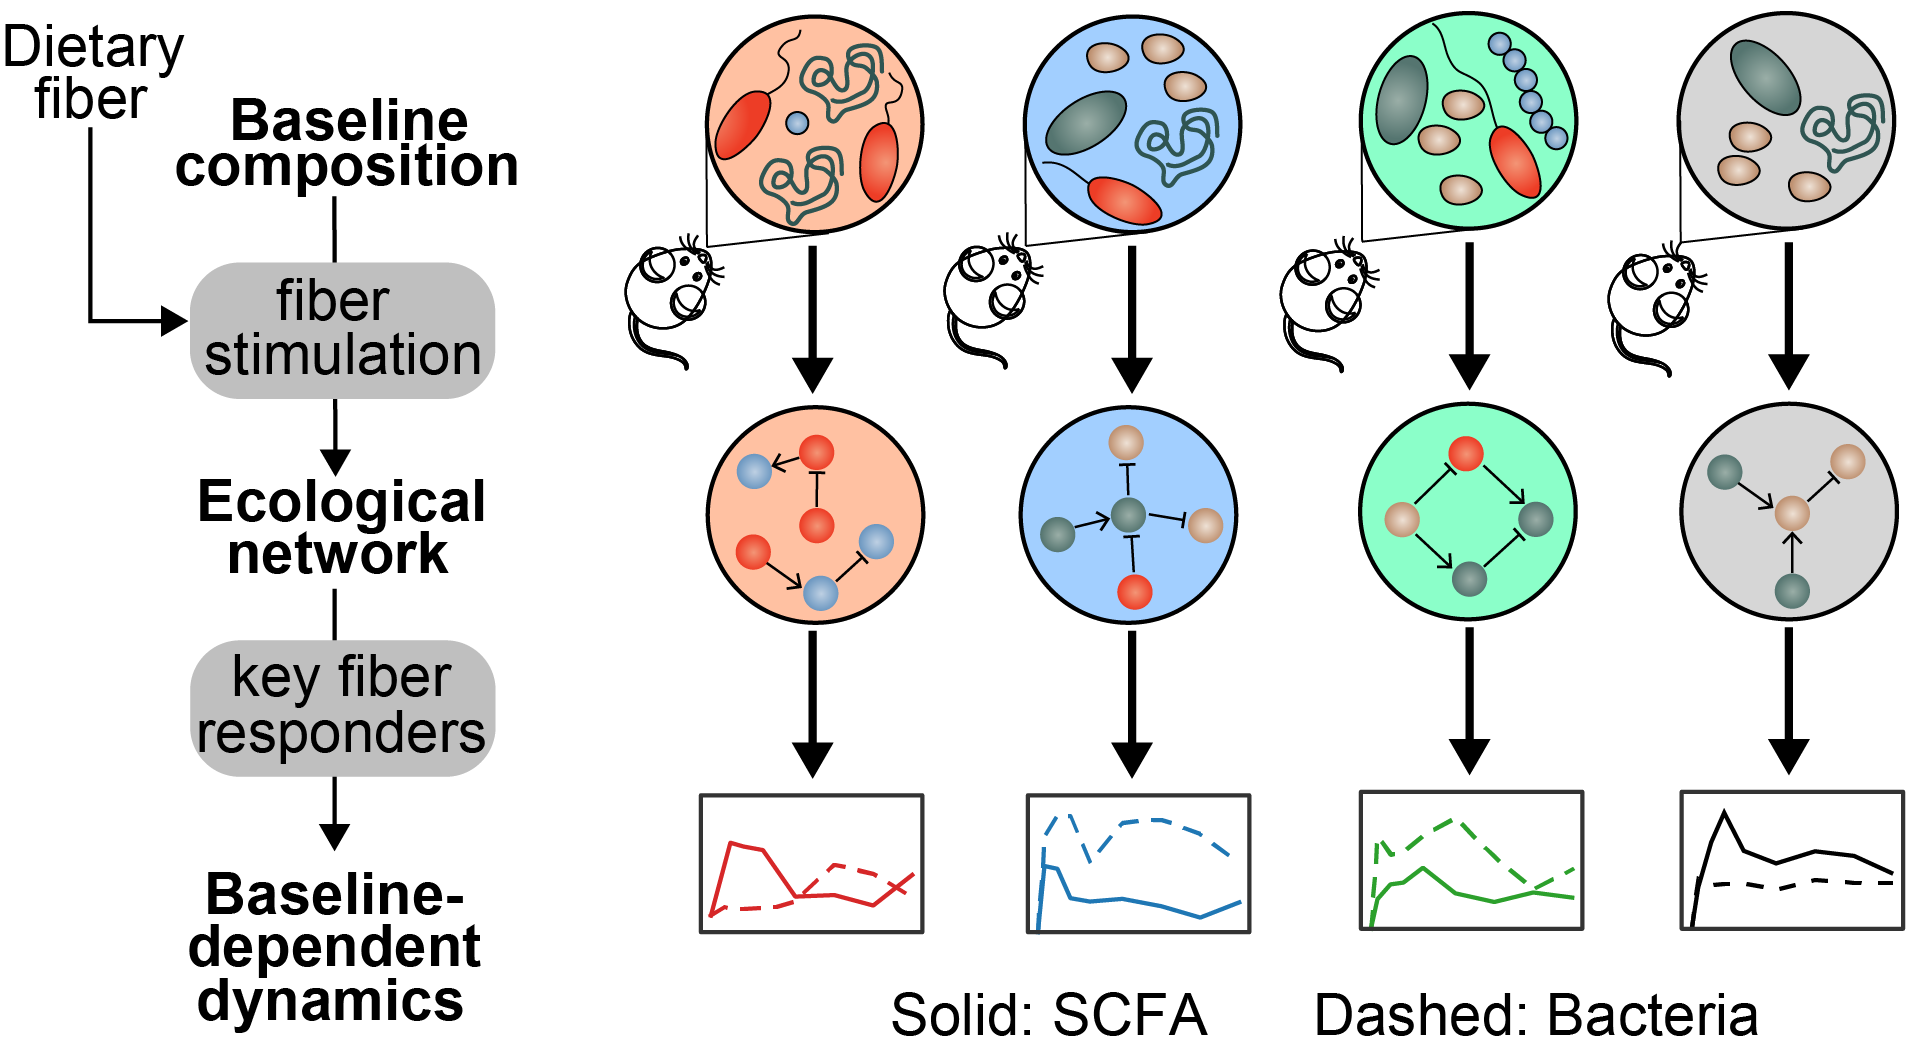 Dietary
fiber
Baseline
composition
fiber
stimulation
Ecological
network
key fiber
responders
Baseline-
dependent
dynamics
Solid: SCFA
Dashed: Bacteria